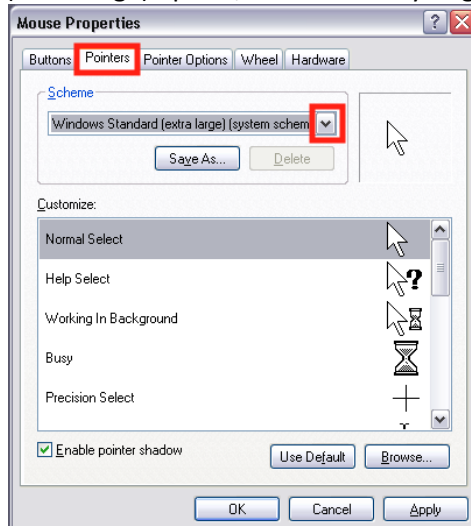 Mouse Properties
Buttons Pointers Pointer Options Wheel Hardware
Scheme
Windows Standard (extra large) (system schem
Save As... Delete
Customize:
Normal Select
Help Select
Working In Background
Busy
Precision Select
Enable pointer shadow
Use Default Browse...
OK Cancel Apply